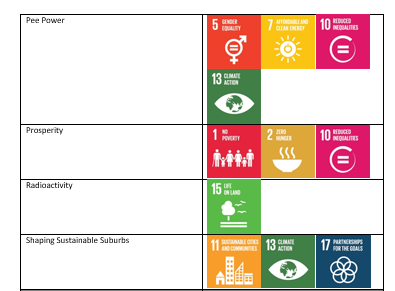 Pee Power
5 GENDER EQUALITY
7 AFFORDABLE AND CLEAN ENERGY
10 REDUCED INEQUALITIES
13 CLIMATE ACTION
Prosperity
1 NO POVERTY
2 ZERO HUNGER
10 REDUCED INEQUALITIES
Radioactivity
15 LIFE ON LAND
Shaping Sustainable Suburbs
11 SUSTAINABLE CITIES AND COMMUNITIES
13 CLIMATE ACTION
17 PARTNERSHIPS FOR THE GOALS